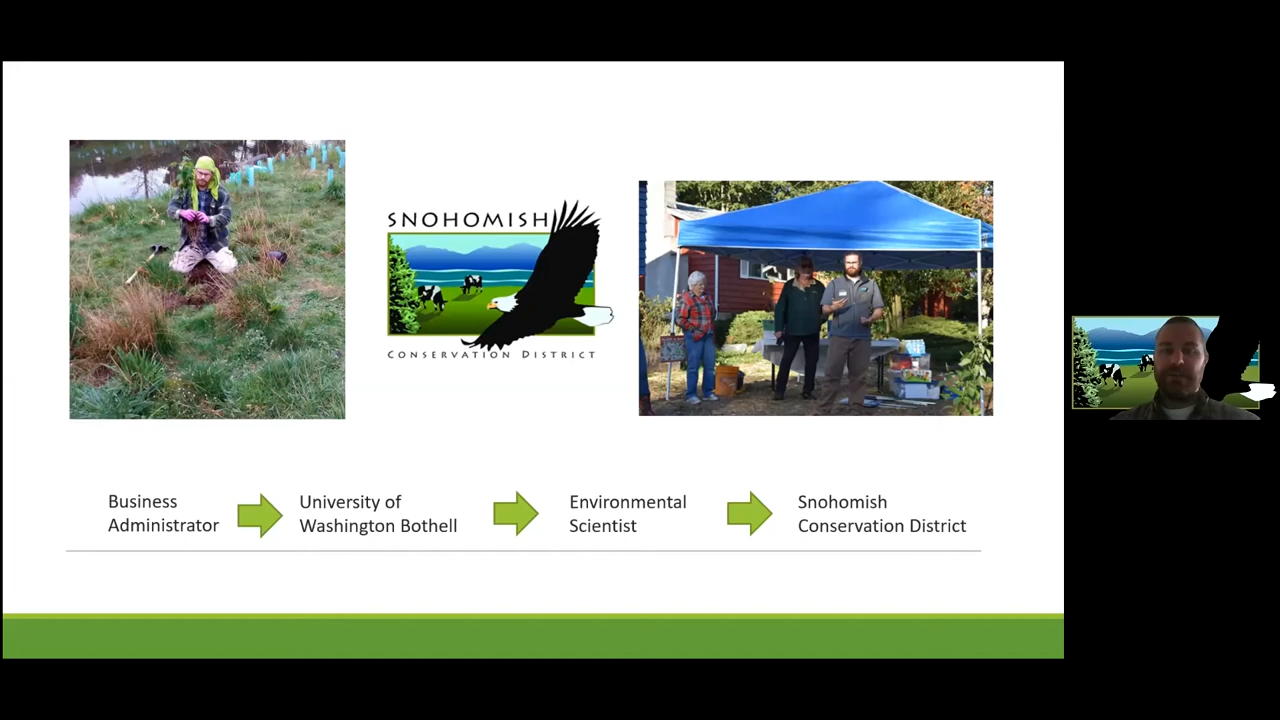 SNOHOMISH
CONSERVATION DISTRICT
Business
Administrator
University of
Washington Bothell
Environmental
Scientist
Snohomish
Conservation District